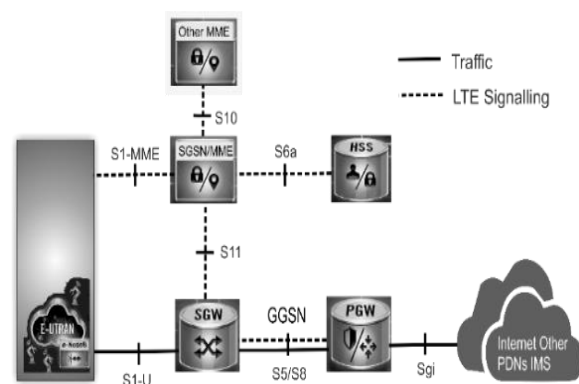 Other MME
Traffic
LTE Signalling
S10
S1-MME
SGSN/MME
S6a
HSS
S11
SGW
GGSN
PGW
E-UTRAN
S1-U
S5/S8
Sgi
Internet Other
PDNs IMS